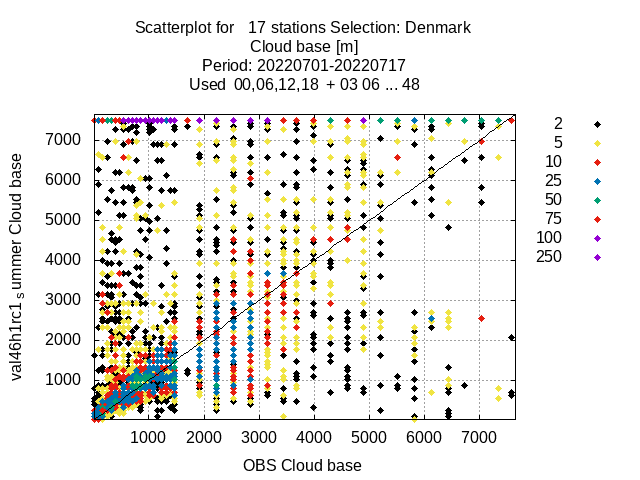 Scatterplot for 17 stations Selection: Denmark
Cloud base [m]
Period: 20220701-20220717
Used 00,06,12,18 + 03 06 ... 48
2
5
10
25
50
75
100
250
7000
6000
5000
4000
3000
2000
1000
val46h1rc1 s ummer Cloud base
1000 2000 3000 4000 5000 6000 7000
OBS Cloud base